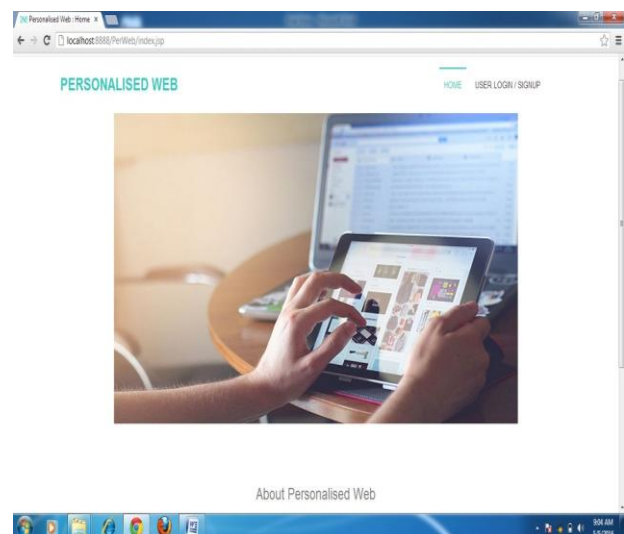 Personalised Web : Home
localhost:8888/PerWeb/index.jsp
PERSONALISED WEB
HOME USER LOGIN / SIGNUP
About Personalised Web
9:04 AM